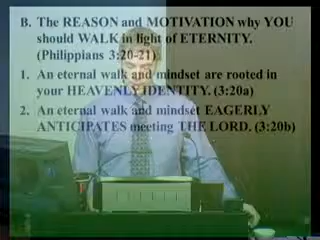 B. The REASON and MOTIVATION why YOU
should WALK in light of ETERNITY.
(Philippians 3:20-21)
1. An eternal walk and mindset are rooted in
your HEAVENLY IDENTITY. (3:20a)
2. An eternal walk and mindset EAGERLY
ANTICIPATES meeting THE LORD. (3:20b)